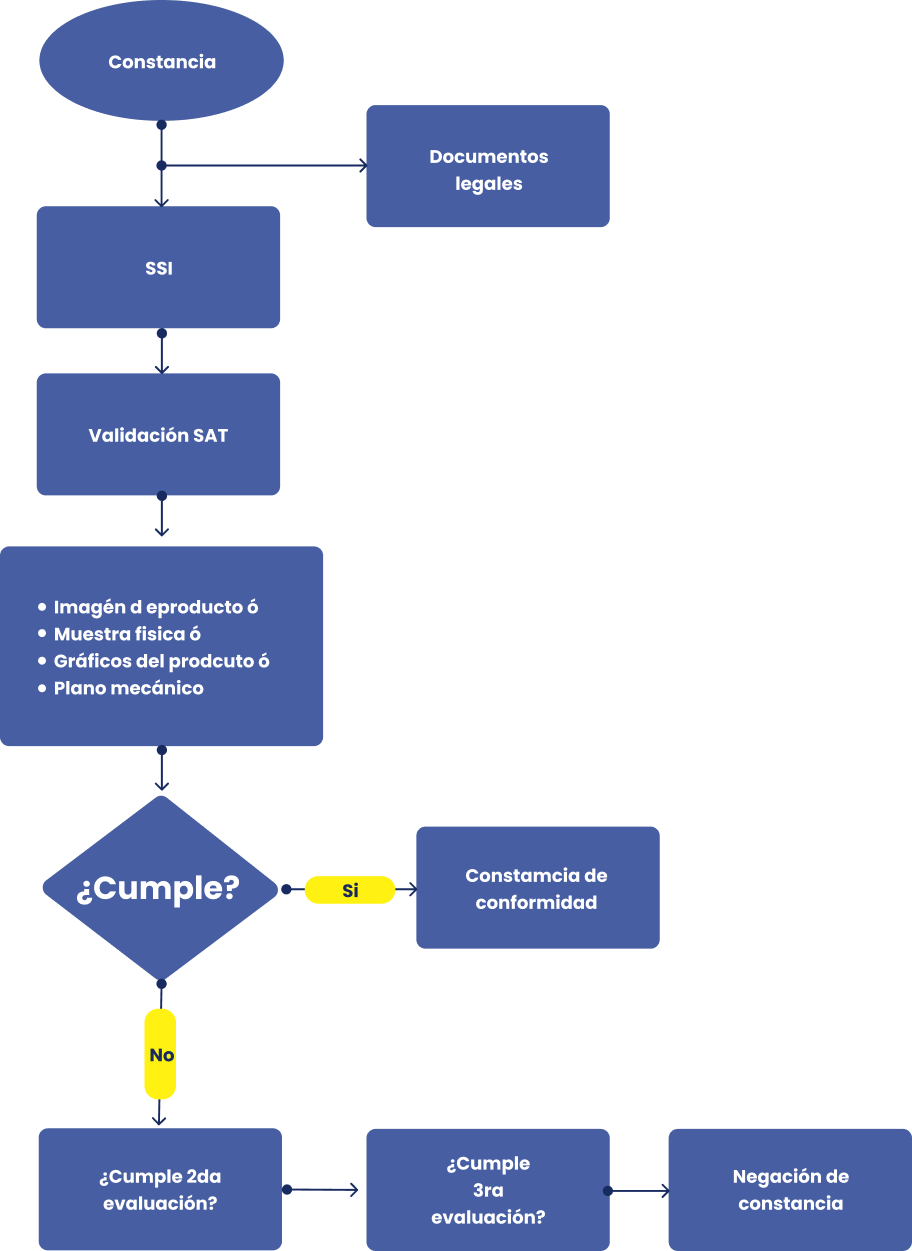 Constancia
Documentos
legales
SSI
Validación SAT
Imagén d eproducto ó
Muestra fisica ó
Gráficos del prodcuto ó
Plano mecánico
¿Cumple?
Si
Constamcia de
conformidad
No
¿Cumple 2da
evaluación?
¿Cumple
3ra
evaluación?
Negación de
constancia